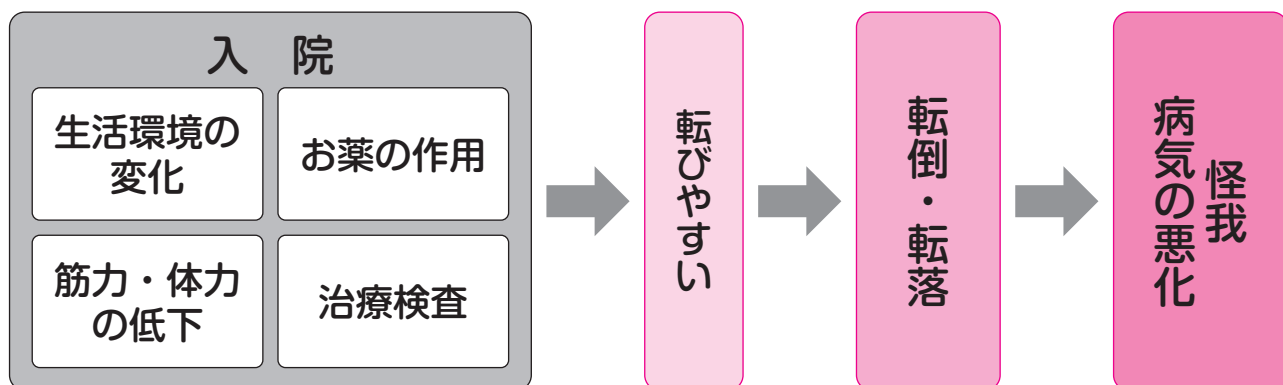 入　院
生活環境の
変化
お薬の作用
筋力・体力
の低下
治療検査
転びやすい
転倒・転落
怪我
病気の悪化